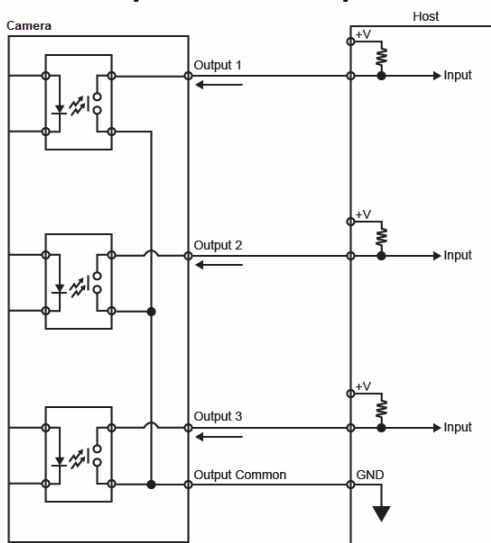 Host
Camera
+V
Output 1
Input
+V
Output 2
Input
+V
Output 3
Input
Output Common
GND